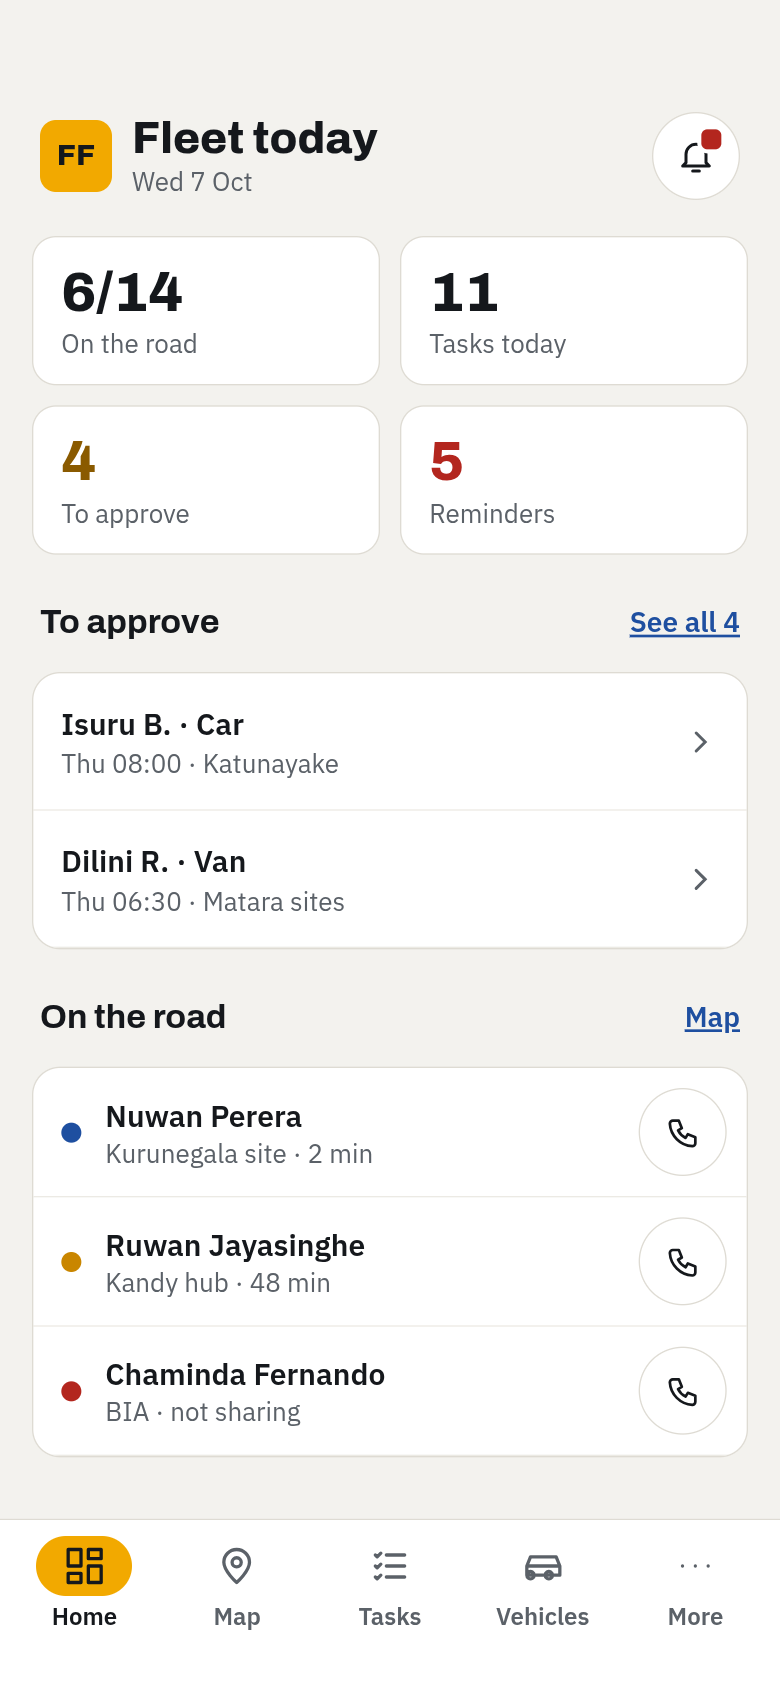 FF
Fleet today
Wed 7 Oct
6/14
On the road
11
Tasks today
4
To approve
5
Reminders
To approve
See all 4
Isuru B. · Car
Thu 08:00 · Katunayake
Dilini R. · Van
Thu 06:30 · Matara sites
On the road
Map
Nuwan Perera
Kurunegala site · 2 min
Ruwan Jayasinghe
Kandy hub · 48 min
Chaminda Fernando
BIA · not sharing
Home
Map
Tasks
Vehicles
More